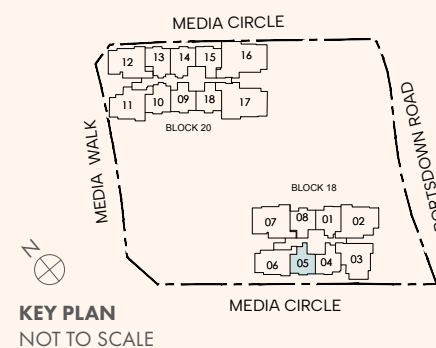 MEDIA CIRCLE
12 13 14 15 16
11 10 09 18 17
BLOCK 20
MEDIA WALK
PORTSDOWN ROAD
BLOCK 18
07 08 01 02
06 05 04 03
MEDIA CIRCLE
N
KEY PLAN
NOT TO SCALE